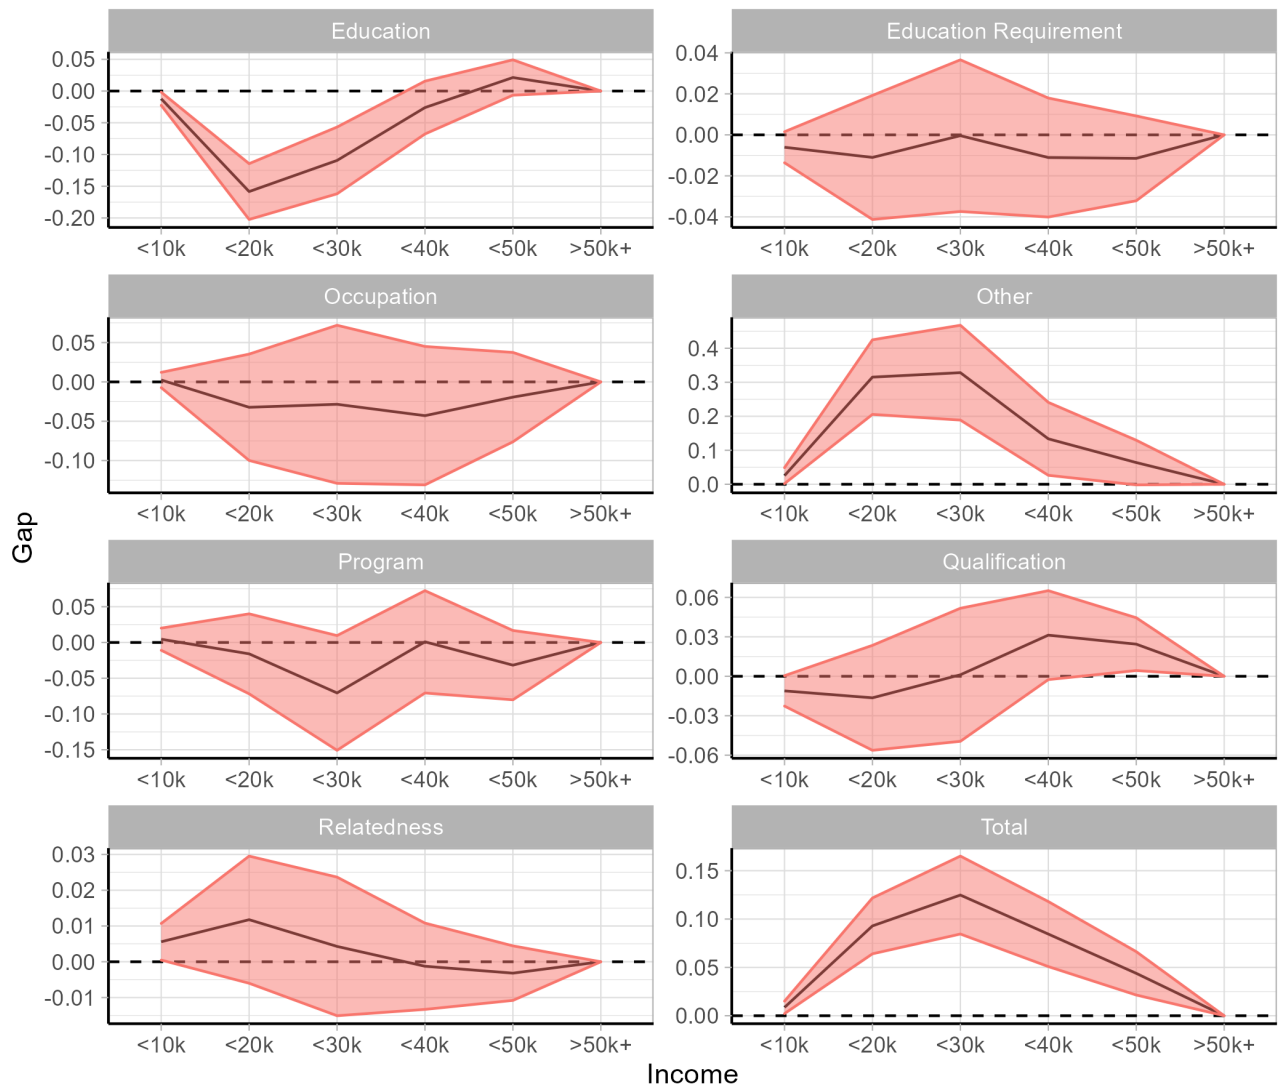 Education
0.05
0.00
-0.05
-0.10
-0.15
-0.20
<10k <20k <30k <40k <50k >50k+
Education Requirement
0.04
0.02
0.00
-0.02
-0.04
<10k <20k <30k <40k <50k >50k+
Occupation
0.05
0.00
-0.05
-0.10
<10k <20k <30k <40k <50k >50k+
Other
0.4
0.3
0.2
0.1
0.0
<10k <20k <30k <40k <50k >50k+
Gap
Program
0.05
0.00
-0.05
-0.10
-0.15
<10k <20k <30k <40k <50k >50k+
Qualification
0.06
0.03
0.00
-0.03
-0.06
<10k <20k <30k <40k <50k >50k+
Relatedness
0.03
0.02
0.01
0.00
-0.01
<10k <20k <30k <40k <50k >50k+
Total
0.15
0.10
0.05
0.00
<10k <20k <30k <40k <50k >50k+
Income